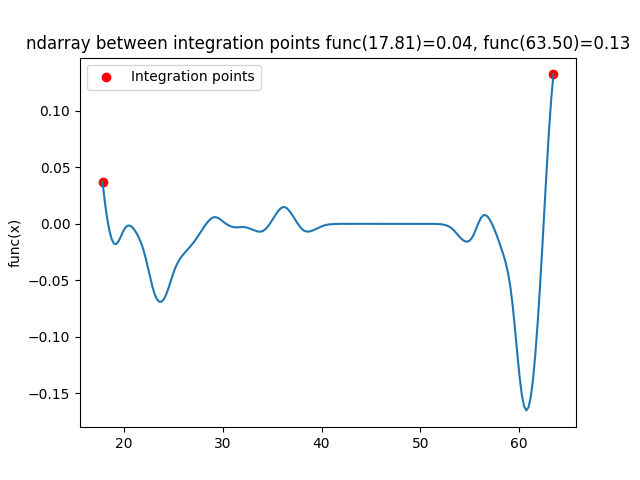 ndarray between integration points func(17.81)=0.04, func(63.50)=0.13
Integration points
func(x)
0.10
0.05
0.00
−0.05
−0.10
−0.15
20 30 40 50 60